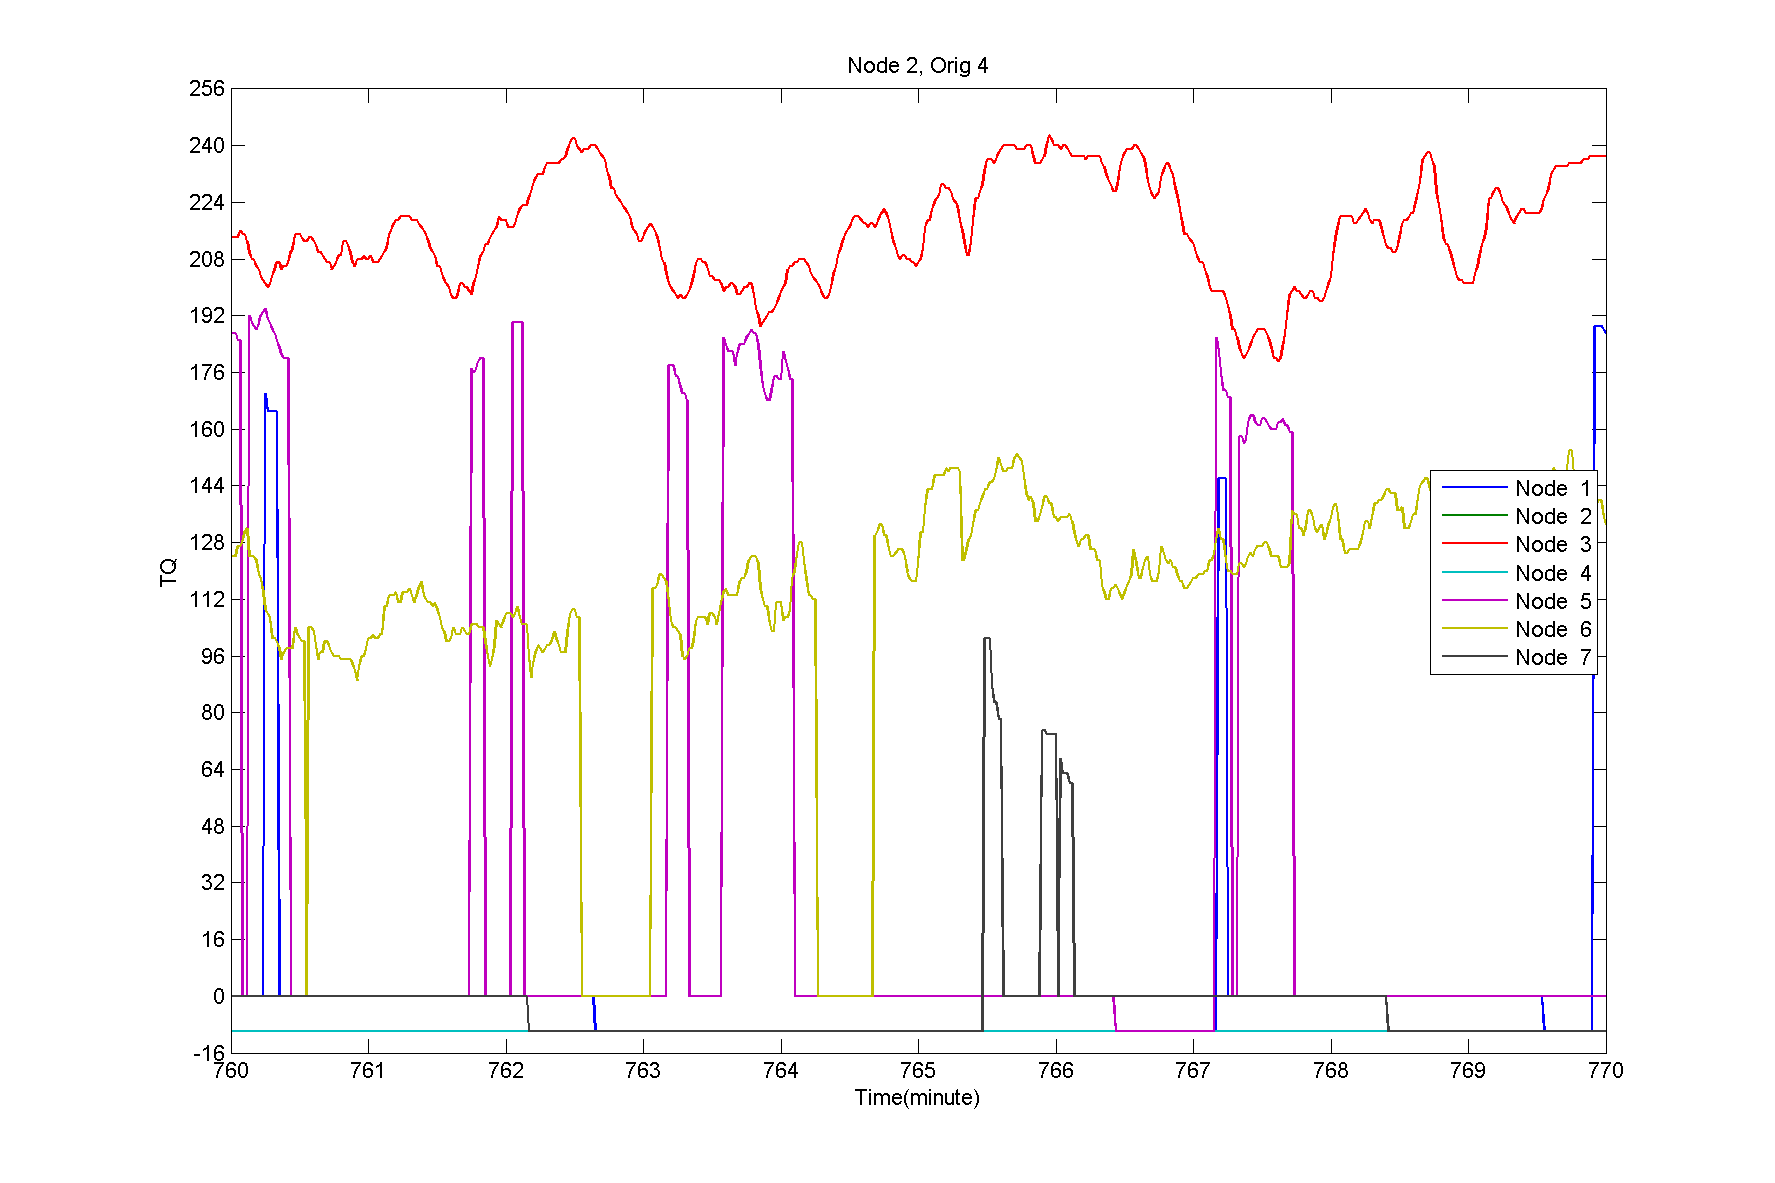 Node 2, Orig 4
256
240
224
208
192
176
160
144
128
112
96
80
64
48
32
16
0
-16
TQ
Node 1
Node 2
Node 3
Node 4
Node 5
Node 6
Node 7
760 761 762 763 764 765 766 767 768 769 770
Time(minute)